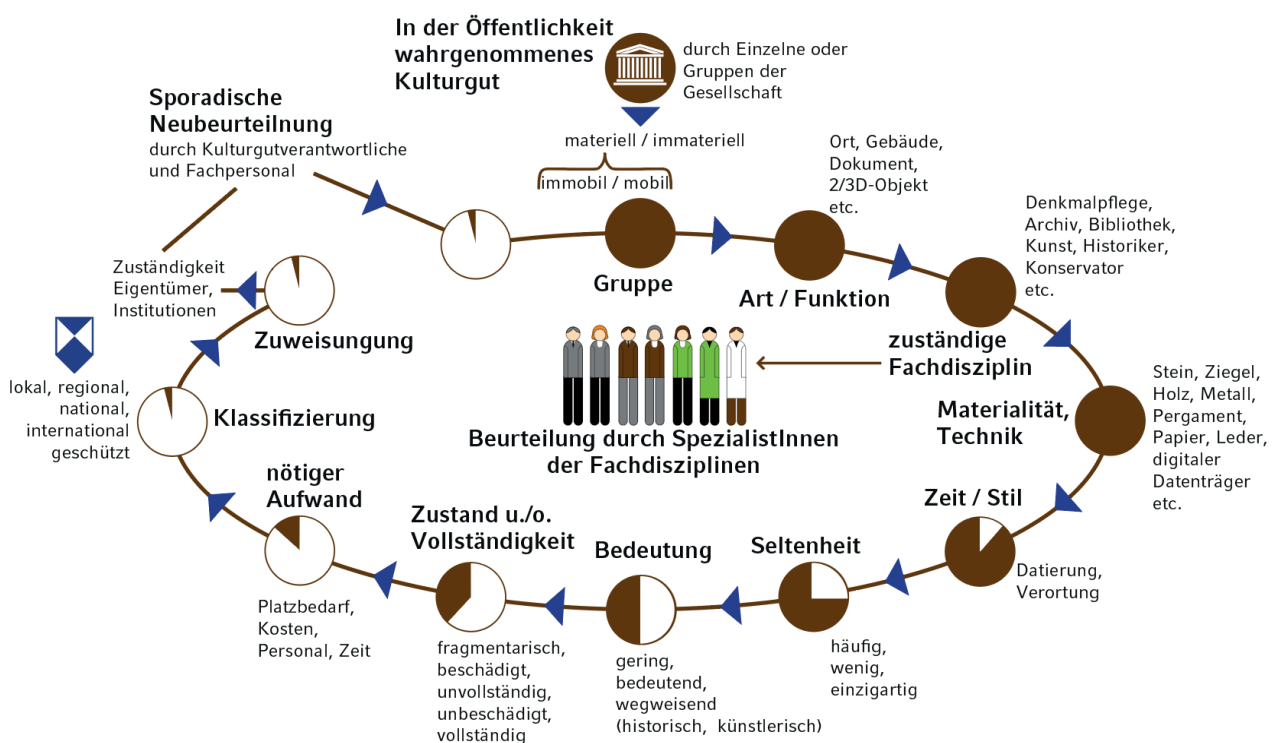 In der Öffentlichkeit
wahrgenommenes
Kulturgut
durch Einzelne oder
Gruppen der
Gesellschaft
materiell / immateriell
immobil / mobil
Gruppe
Ort, Gebäude,
Dokument,
2/3D-Objekt
etc.
Art / Funktion
Denkmalpflege,
Archiv, Bibliothek,
Kunst, Historiker,
Konservator
etc.
zuständige
Fachdisziplin
Beurteilung durch SpezialistInnen
der Fachdisziplinen
Materialität,
Technik
Stein, Ziegel,
Holz, Metall,
Pergament,
Papier, Leder,
digitaler
Datenträger
etc.
Zeit / Stil
Datierung,
Verortung
Seltenheit
häufig,
wenig,
einzigartig
Bedeutung
gering,
bedeutend,
wegweisend
(historisch, künstlerisch)
Zustand u./o.
Vollständigkeit
fragmentarisch,
beschädigt,
unvollständig,
unbeschädigt,
vollständig
nötiger
Aufwand
Platzbedarf,
Kosten,
Personal, Zeit
Klassifizierung
lokal, regional,
national,
international
geschützt
Zuweisungung
Zuständigkeit
Eigentümer,
Institutionen
Sporadische
Neubeurteilnung
durch Kulturgutverantwortliche
und Fachpersonal